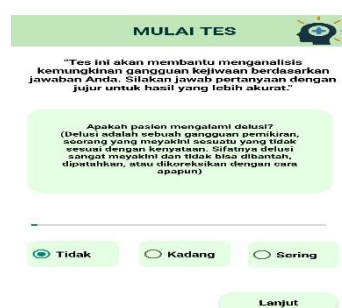 MULAI TES
"Tes ini akan membantu menganalisis
kemungkinan gangguan kejiwaan berdasarkan
jawaban Anda. Silakan jawab pertanyaan dengan
jujur untuk hasil yang lebih akurat."
Apakah pasien mengalami delusi?
(Delusi adalah sebuah gangguan pemikiran,
seorang yang meyakini sesuatu yang tidak
sesuai dengan kenyataan. Sifatnya delusi
sangat meyakini dan tidak bisa dibantah,
dipatahkan, atau dikoreksikan dengan cara
apapun)
Tidak Kadang Sering
Lanjut